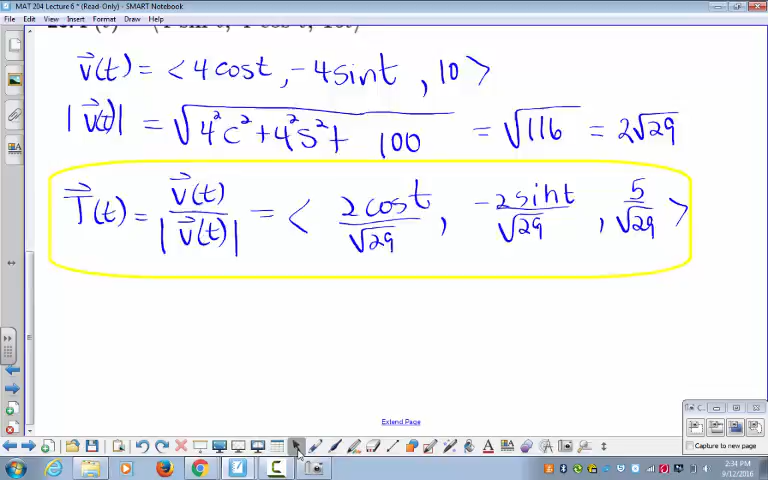 MAT 204 Lecture 6 * (Read-Only) - SMART Notebook
File Edit View Insert Format Draw Window Help
v⃗(t) = < 4cost, -4sint, 10 >
|v⃗(t)| = √(4²c² + 4²s² + 100) = √116 = 2√29
T⃗(t) = v⃗(t)/|v⃗(t)| = < 2cost/√29, -2sint/√29, 5/√29 >
Extend Page
Capture to new page
2:34 PM
9/12/2016